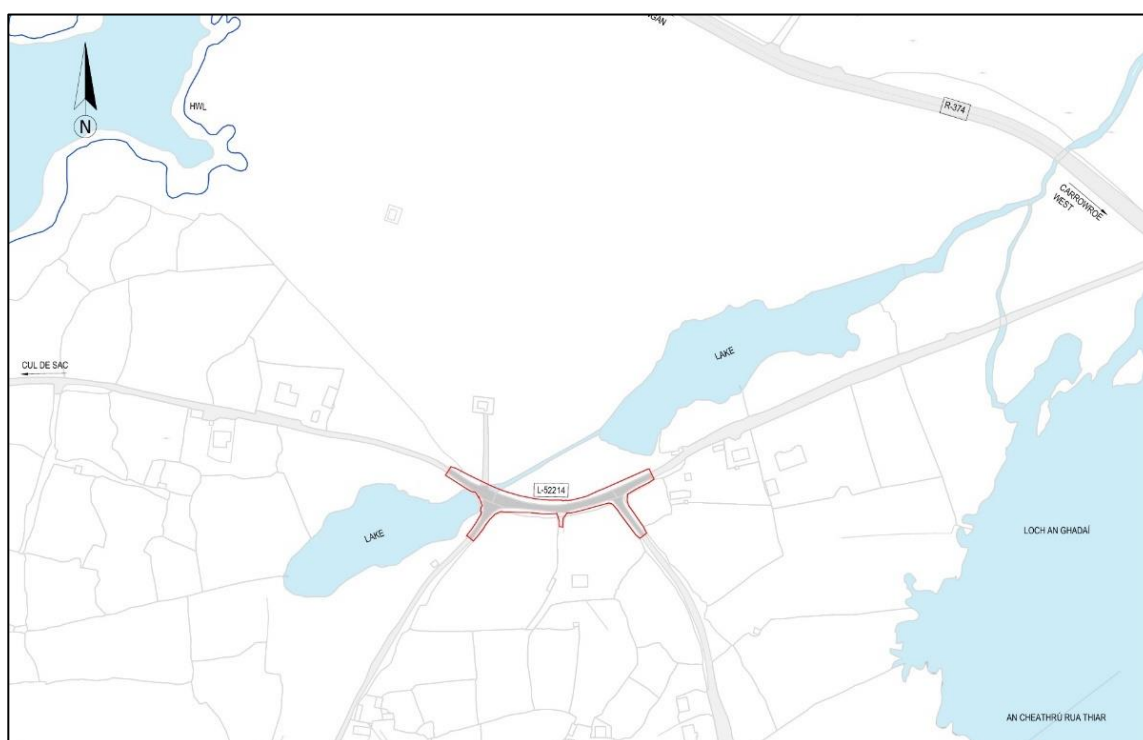 HWL
N
R-374
CARROWROE
WEST
CUL DE SAC
LAKE
L-52214
LAKE
LOCH AN GHADAÍ
AN CHEATHRÚ RUA THIAR